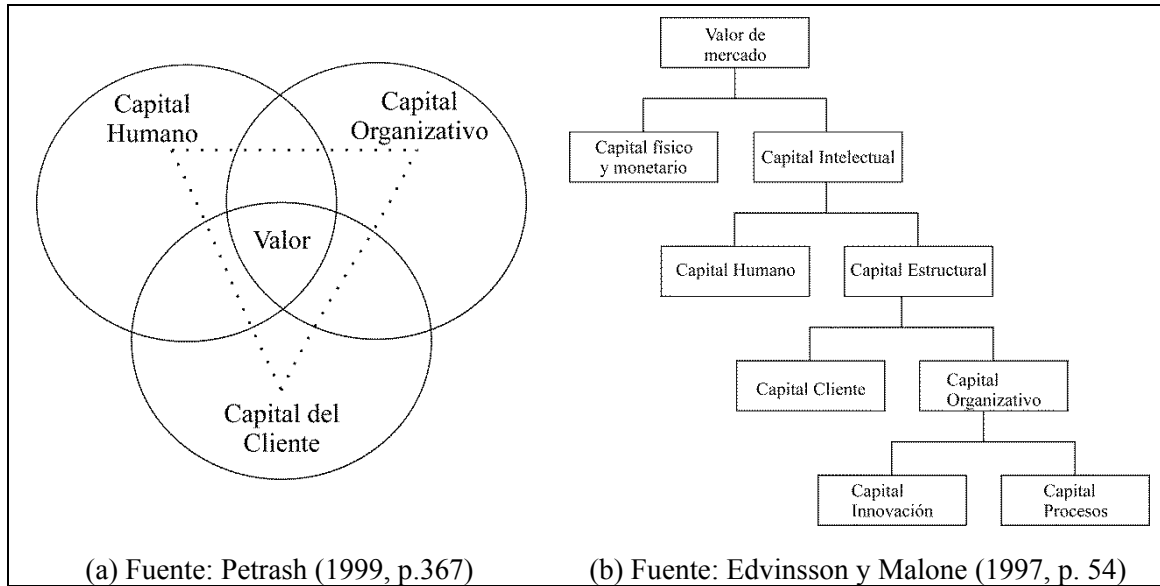 Capital
Humano
Capital
Organizativo
Valor
Capital del
Cliente
(a) Fuente: Petrash (1999, p.367)
Valor de
mercado
Capital físico
y monetario
Capital Intelectual
Capital Humano
Capital Estructural
Capital Cliente
Capital
Organizativo
Capital
Innovación
Capital
Procesos
(b) Fuente: Edvinsson y Malone (1997, p. 54)